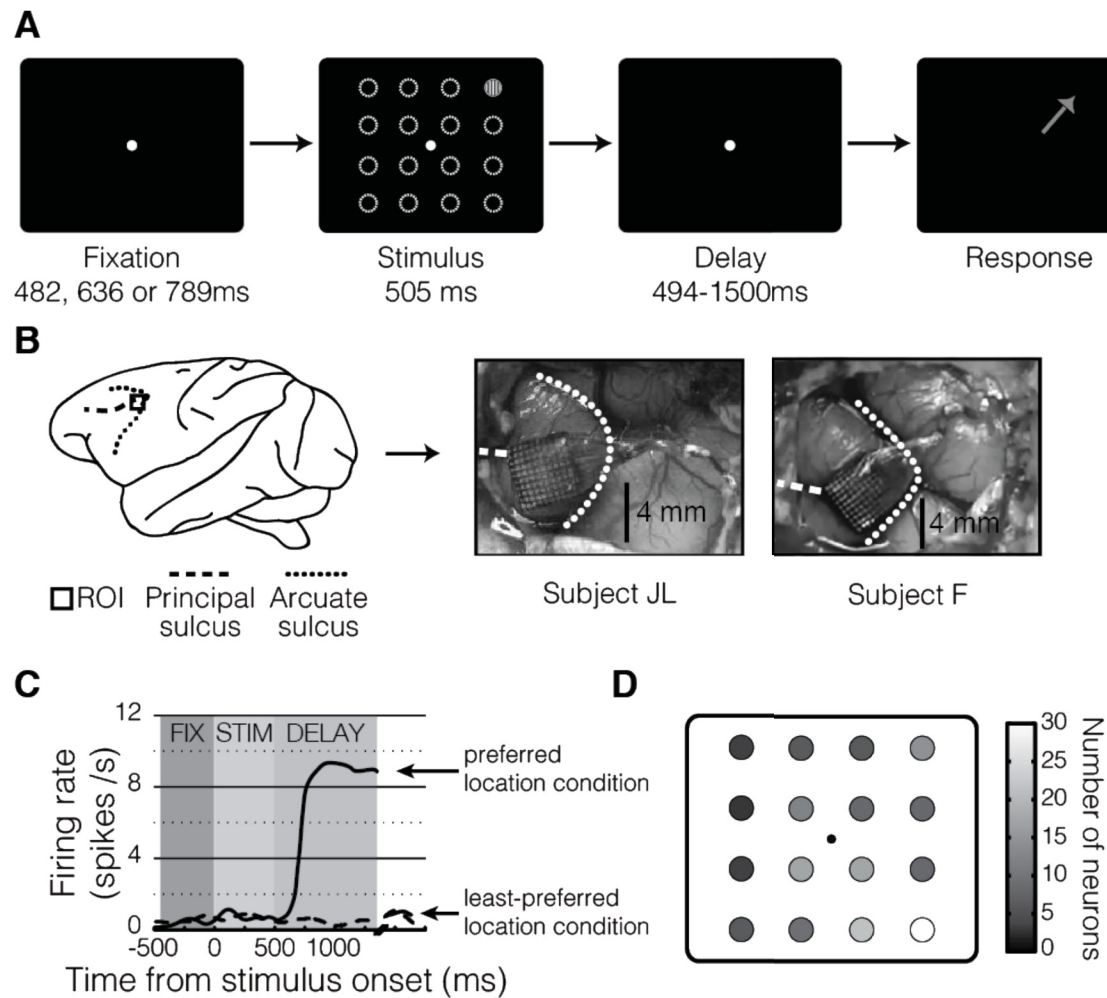 A
Fixation
482, 636 or 789ms
Stimulus
505 ms
Delay
494-1500ms
Response
B
ROI
Principal
sulcus
Arcuate
sulcus
4 mm
Subject JL
4 mm
Subject F
C
Firing rate
(spikes /s)
12
8
4
0
FIX
STIM
DELAY
preferred
location condition
least-preferred
location condition
-500
0
500
1000
Time from stimulus onset (ms)
D
30
25
20
15
10
5
0
Number of neurons